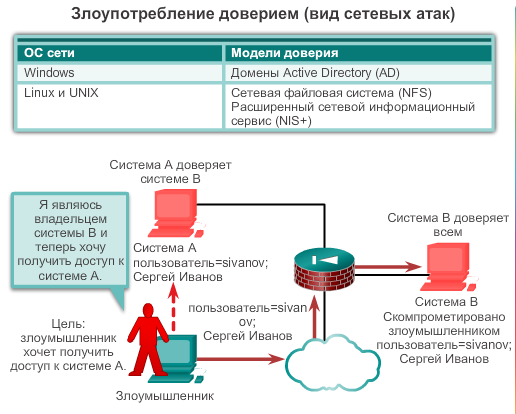 Злоупотребление доверием (вид сетевых атак)
ОС сети
Модели доверия
Windows
Домены Active Directory (AD)
Linux и UNIX
Сетевая файловая система (NFS)
Расширенный сетевой информационный
сервис (NIS+)
Система А доверяет
системе В
Я являюсь
владельцем
системы В и
теперь хочу
получить доступ к
системе А.
Система А
пользователь=sivanov;
Сергей Иванов
Система В доверяет
всем
Система В
Скомпрометировано
злоумышленником
пользователь=sivanov;
Сергей Иванов
пользователь=sivan
ov;
Сергей Иванов
Цель:
злоумышленник
хочет получить
доступ к системе А.
Злоумышленник